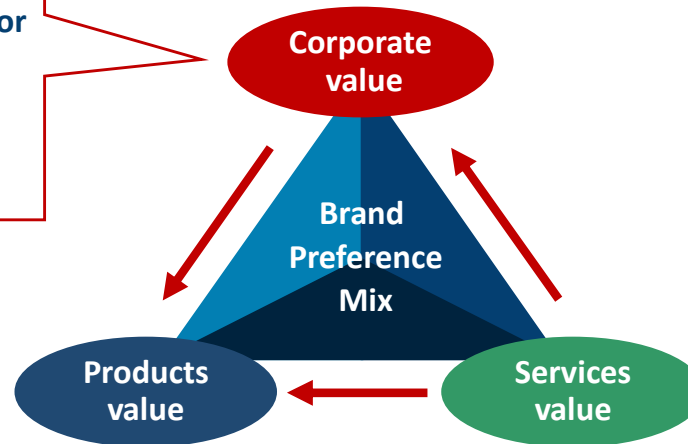 or
Corporate
value
Brand
Preference
Mix
Products
value
Services
value